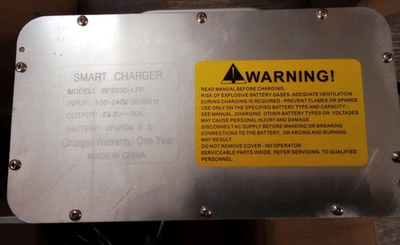 SMART CHARGER
MODEL: RP2930-LFP
INPUT: 100-240V 50/60Hz
OUTPUT: 29.2V—30A
BATTERY: LiFePO4 8 S
Charger Warranty: One Year
MADE IN CHINA
WARNING!
READ MANUAL BEFORE CHARGING.
RISK OF EXPLOSIVE BATTERY GASES. ADEQUATE VENTILATION
DURING CHARGING IS REQUIRED - PREVENT FLAMES OR SPARKS.
USE ONLY ON THE SPECIFIED BATTERY TYPE AND CAPACITY -
SEE MANUAL. CHARGING OTHER BATTERY TYPES OR VOLTAGES
MAY CAUSE PERSONAL INJURY AND DAMAGE.
- DISCONNECT AC SUPPLY BEFORE MAKEING OR BREAKING
CONNECTIONS TO THE BATTERY, OR ARCING AND BURNING
MAY RESULT.
- DO NOT REMOVE COVER - NO OPERATOR
SERVICEABLE PARTS INSIDE. REFER SERVICING TO QUALIFIED
PERSONNEL.